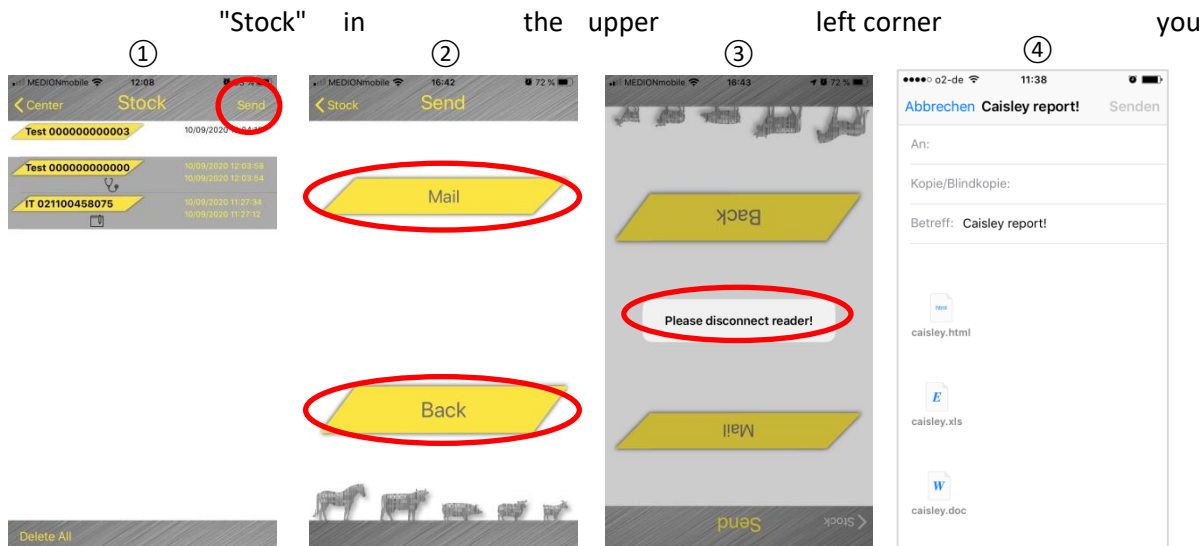 "Stock" in the upper left corner you
①
MEDIONmobile 12:08
Center Stock Send
Test 000000000003 10/09/2020
Test 000000000000 10/09/2020 12:03:56
10/09/2020 12:03:54
IT 021100458075 10/09/2020 11:27:34
10/09/2020 11:27:12
Delete All
②
MEDIONmobile 16:42 72 %
Stock Send
Mail
Back
③
MEDIONmobile 16:43 72 %
Back
Please disconnect reader!
Mail
Send Stock
④
o2-de 11:38
Abbrechen Caisley report! Senden
An:
Kopie/Blindkopie:
Betreff: Caisley report!
caisley.html
E
caisley.xls
W
caisley.doc